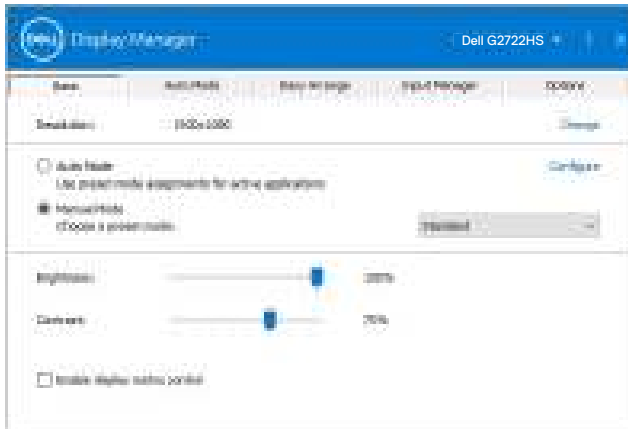 DELL Display Manager Dell G2722HS
Basic Auto Mode Easy Arrange Input Manager Options
Resolution: 1920x1080 Change
Auto Mode Configure
Use preset mode assignments for active applications
Manual Mode
Choose a preset mode: Standard
Brightness: 100%
Contrast: 75%
Enable display control